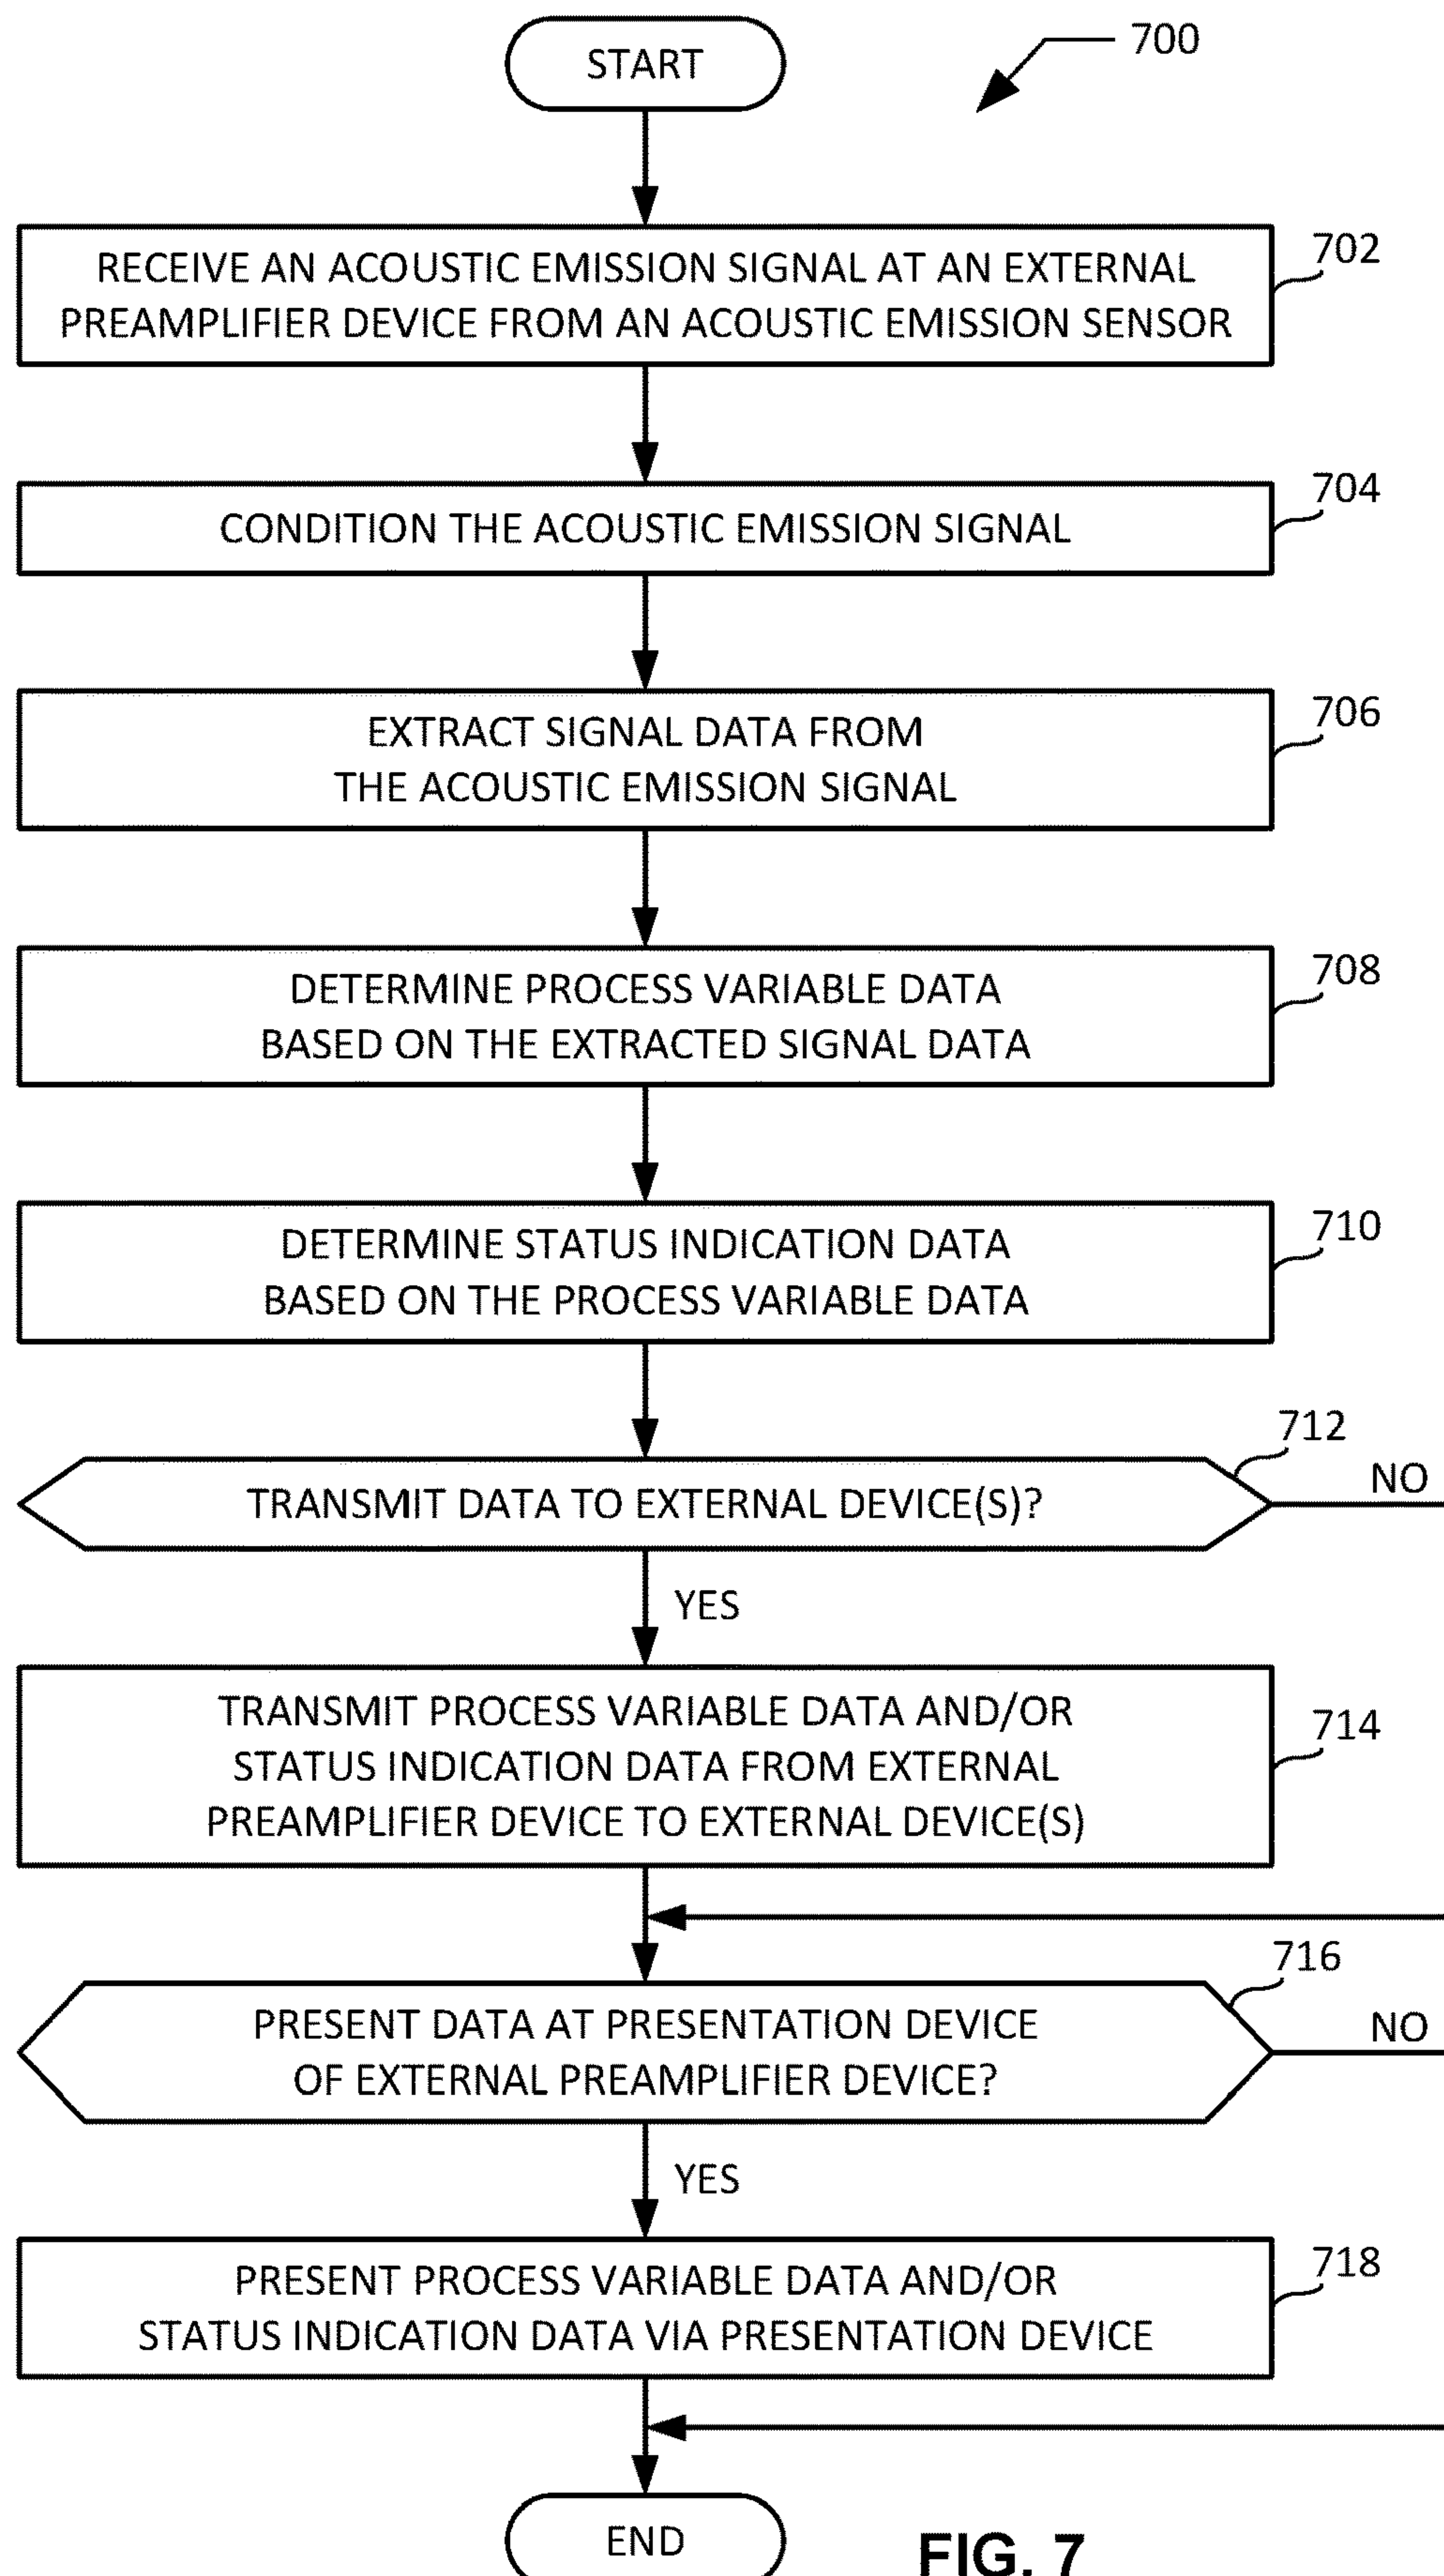 START
700
RECEIVE AN ACOUSTIC EMISSION SIGNAL AT AN EXTERNAL
PREAMPLIFIER DEVICE FROM AN ACOUSTIC EMISSION SENSOR
702
CONDITION THE ACOUSTIC EMISSION SIGNAL
704
EXTRACT SIGNAL DATA FROM
THE ACOUSTIC EMISSION SIGNAL
706
DETERMINE PROCESS VARIABLE DATA
BASED ON THE EXTRACTED SIGNAL DATA
708
DETERMINE STATUS INDICATION DATA
BASED ON THE PROCESS VARIABLE DATA
710
TRANSMIT DATA TO EXTERNAL DEVICE(S)?
712
NO
YES
TRANSMIT PROCESS VARIABLE DATA AND/OR
STATUS INDICATION DATA FROM EXTERNAL
PREAMPLIFIER DEVICE TO EXTERNAL DEVICE(S)
714
PRESENT DATA AT PRESENTATION DEVICE
OF EXTERNAL PREAMPLIFIER DEVICE?
716
NO
YES
PRESENT PROCESS VARIABLE DATA AND/OR
STATUS INDICATION DATA VIA PRESENTATION DEVICE
718
END
FIG. 7